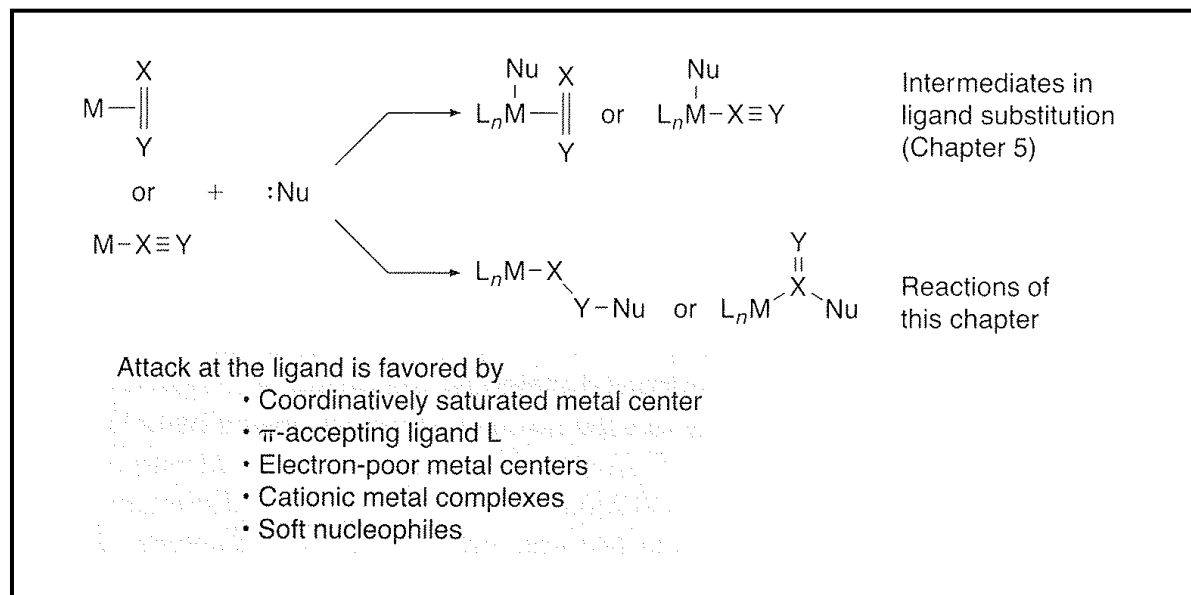 X
M
Y
or
M–X≡Y
+ :Nu
Nu X
LₙM
Y
or
Nu
LₙM–X≡Y
Intermediates in
ligand substitution
(Chapter 5)
LₙM–X
Y–Nu
or
Y
X
LₙM Nu
Reactions of
this chapter
Attack at the ligand is favored by
• Coordinatively saturated metal center
• π-accepting ligand L
• Electron-poor metal centers
• Cationic metal complexes
• Soft nucleophiles